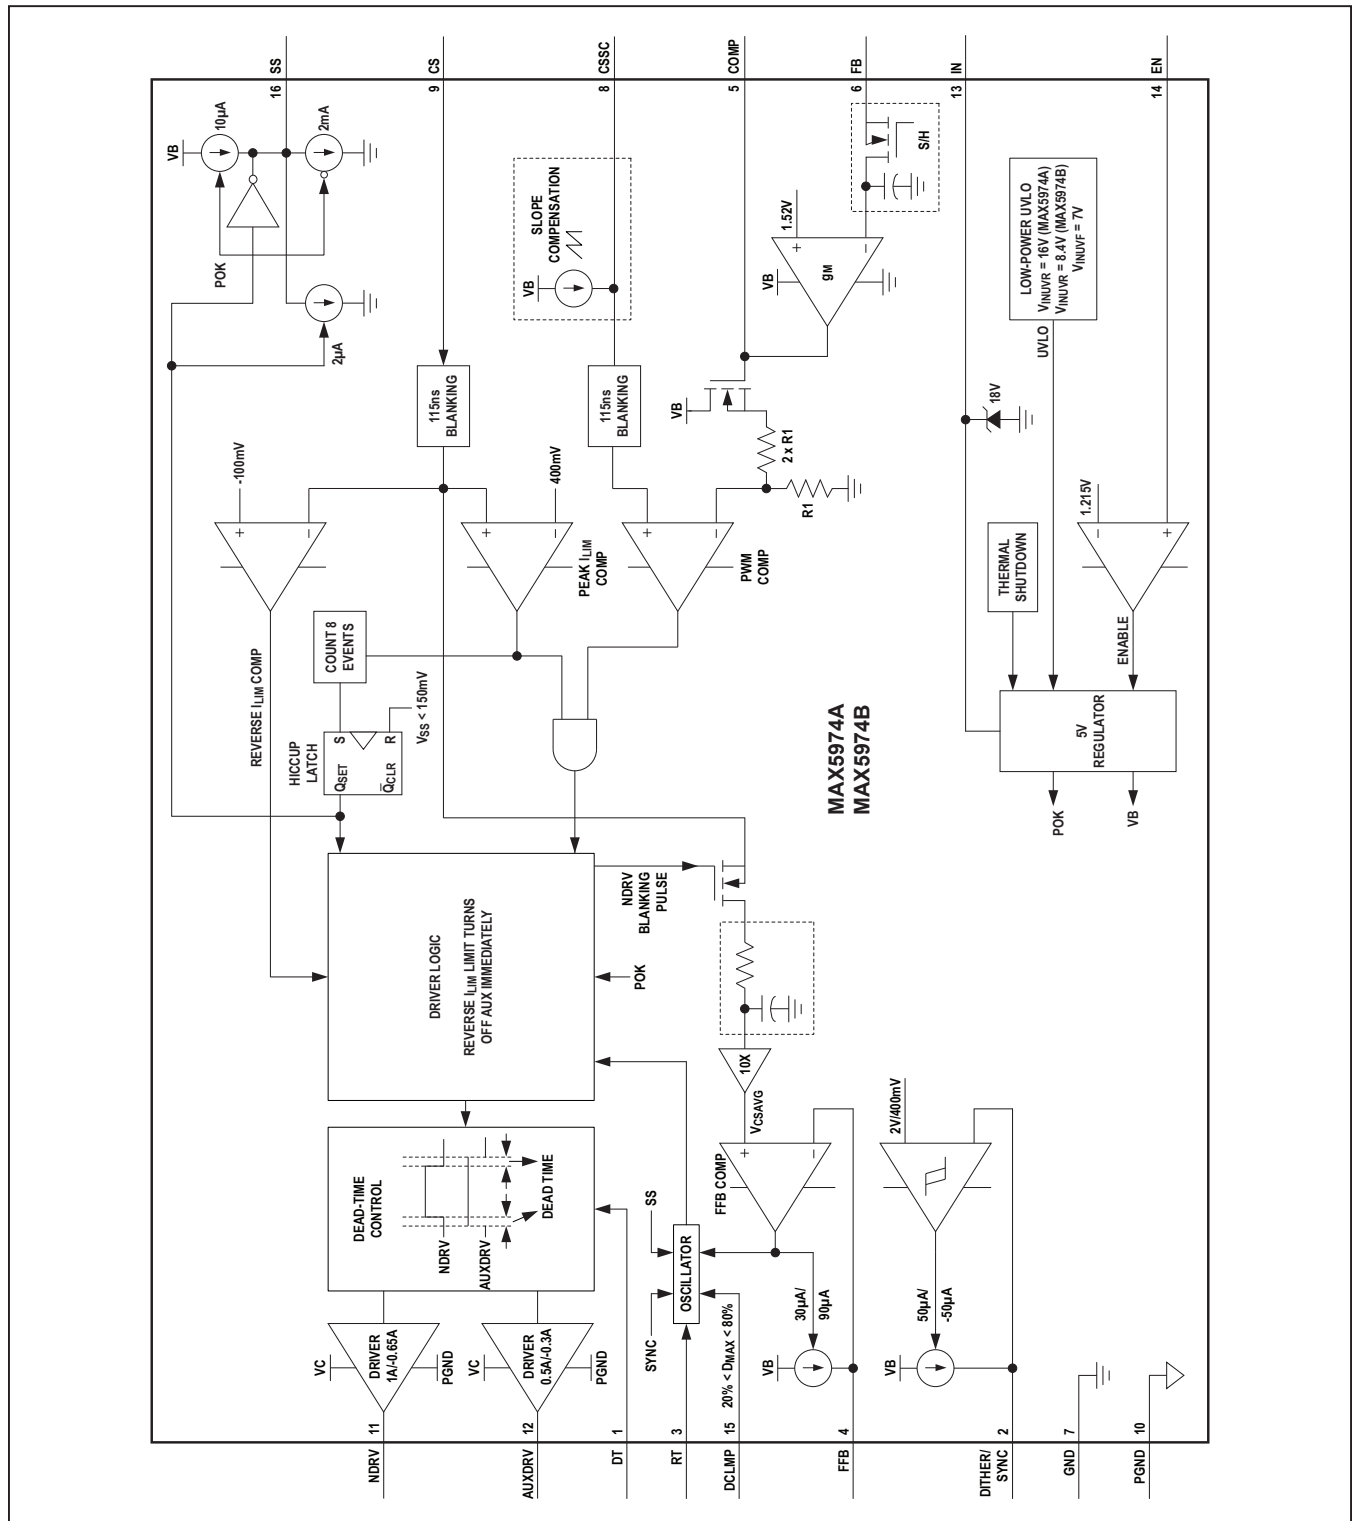 SS
16
CS
9
CSSC
8
COMP
5
FB
6
IN
13
EN
14
VB
10µA
2mA
POK
2µA
SLOPE
COMPENSATION
VB
115ns
BLANKING
115ns
BLANKING
1.52V
+
−
gM
VB
S/H
LOW-POWER UVLO
VINUVR = 16V (MAX5974A)
VINUVR = 8.4V (MAX5974B)
VINUVF = 7V
UVLO
18V
VB
2 x R1
R1
-100mV
+
−
REVERSE ILIM COMP
400mV
+
−
PEAK ILIM
COMP
+
−
PWM
COMP
1.215V
−
+
ENABLE
THERMAL
SHUTDOWN
COUNT 8
EVENTS
HICCUP
LATCH
S
R
QSET
Q̅CLR
VSS < 150mV
MAX5974A
MAX5974B
5V
REGULATOR
POK
VB
DRIVER LOGIC
REVERSE ILIM LIMIT TURNS
OFF AUX IMMEDIATELY
NDRV
BLANKING
PULSE
POK
10X
VCSAVG
DEAD-TIME
CONTROL
NDRV
AUXDRV
DEAD TIME
SS
SYNC
OSCILLATOR
FFB COMP
+
−
2V/400mV
30µA/
90µA
50µA/
-50µA
VB
VB
20% < DMAX < 80%
VC
DRIVER
1A/-0.65A
PGND
VC
DRIVER
0.5A/-0.3A
PGND
11
NDRV
12
AUXDRV
1
DT
3
RT
15
DCLMP
4
FFB
2
DITHER/
SYNC
7
GND
10
PGND